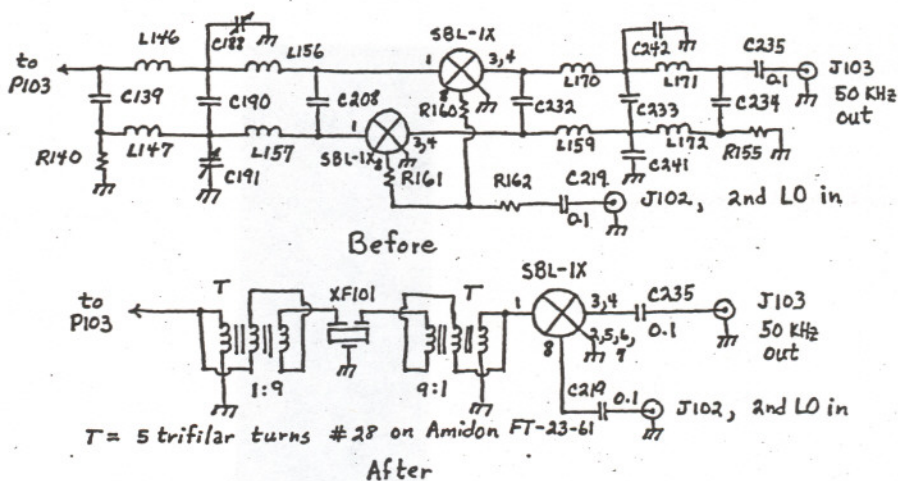 to
P103
L146
C188
L156
SBL-1X
C242
C235
0.1
J103
50 KHz
out
C139
C190
C208
1
3,4
8
R160
C232
L170
C233
L171
C234
R140
L147
C191
L157
1
SBL-1X
3,4
8
R161
L159
C241
L172
R155
R162
C219
0.1
J102, 2nd LO in
Before
to
P103
T
XF101
T
SBL-1X
1
3,4
C235
0.1
J103
50 KHz
out
2,5,6,
7
8
1:9
9:1
C219
0.1
J102, 2nd LO in
T = 5 trifilar turns #28 on Amidon FT-23-61
After